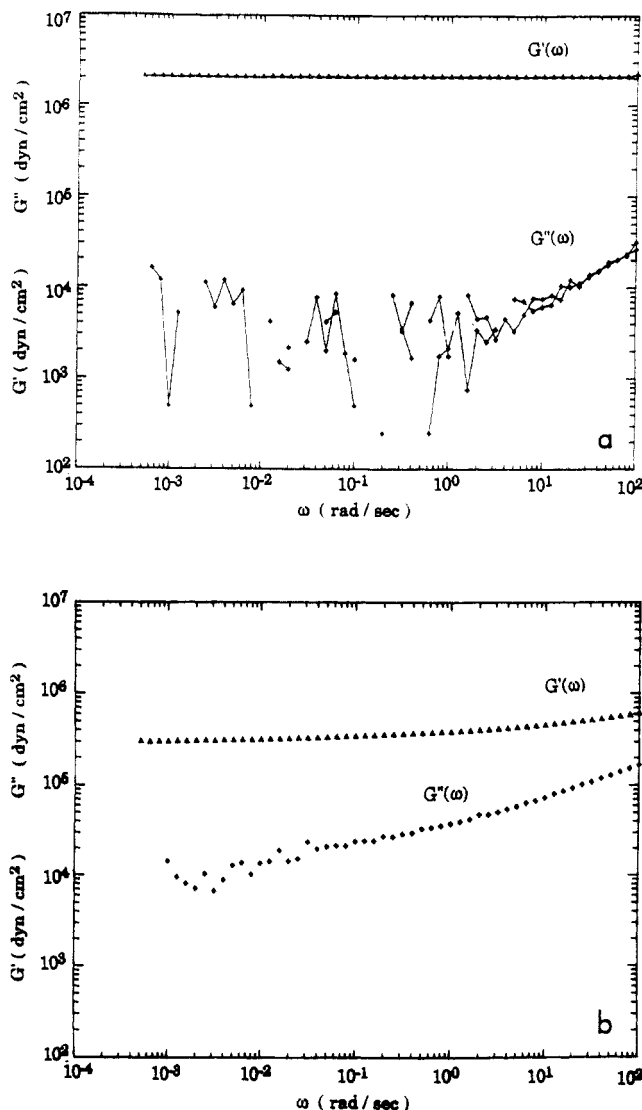 10⁷
10⁶
10⁵
10⁴
10³
10²
G' ( dyn / cm² ) G'' ( dyn / cm² )
G'(ω)
G''(ω)
a
10⁻⁴ 10⁻³ 10⁻² 10⁻¹ 10⁰ 10¹ 10²
ω ( rad / sec )
10⁷
10⁶
10⁵
10⁴
10³
10²
G' ( dyn / cm² ) G'' ( dyn / cm² )
G'(ω)
G''(ω)
b
10⁻⁴ 10⁻³ 10⁻² 10⁻¹ 10⁰ 10¹ 10²
ω ( rad / sec )